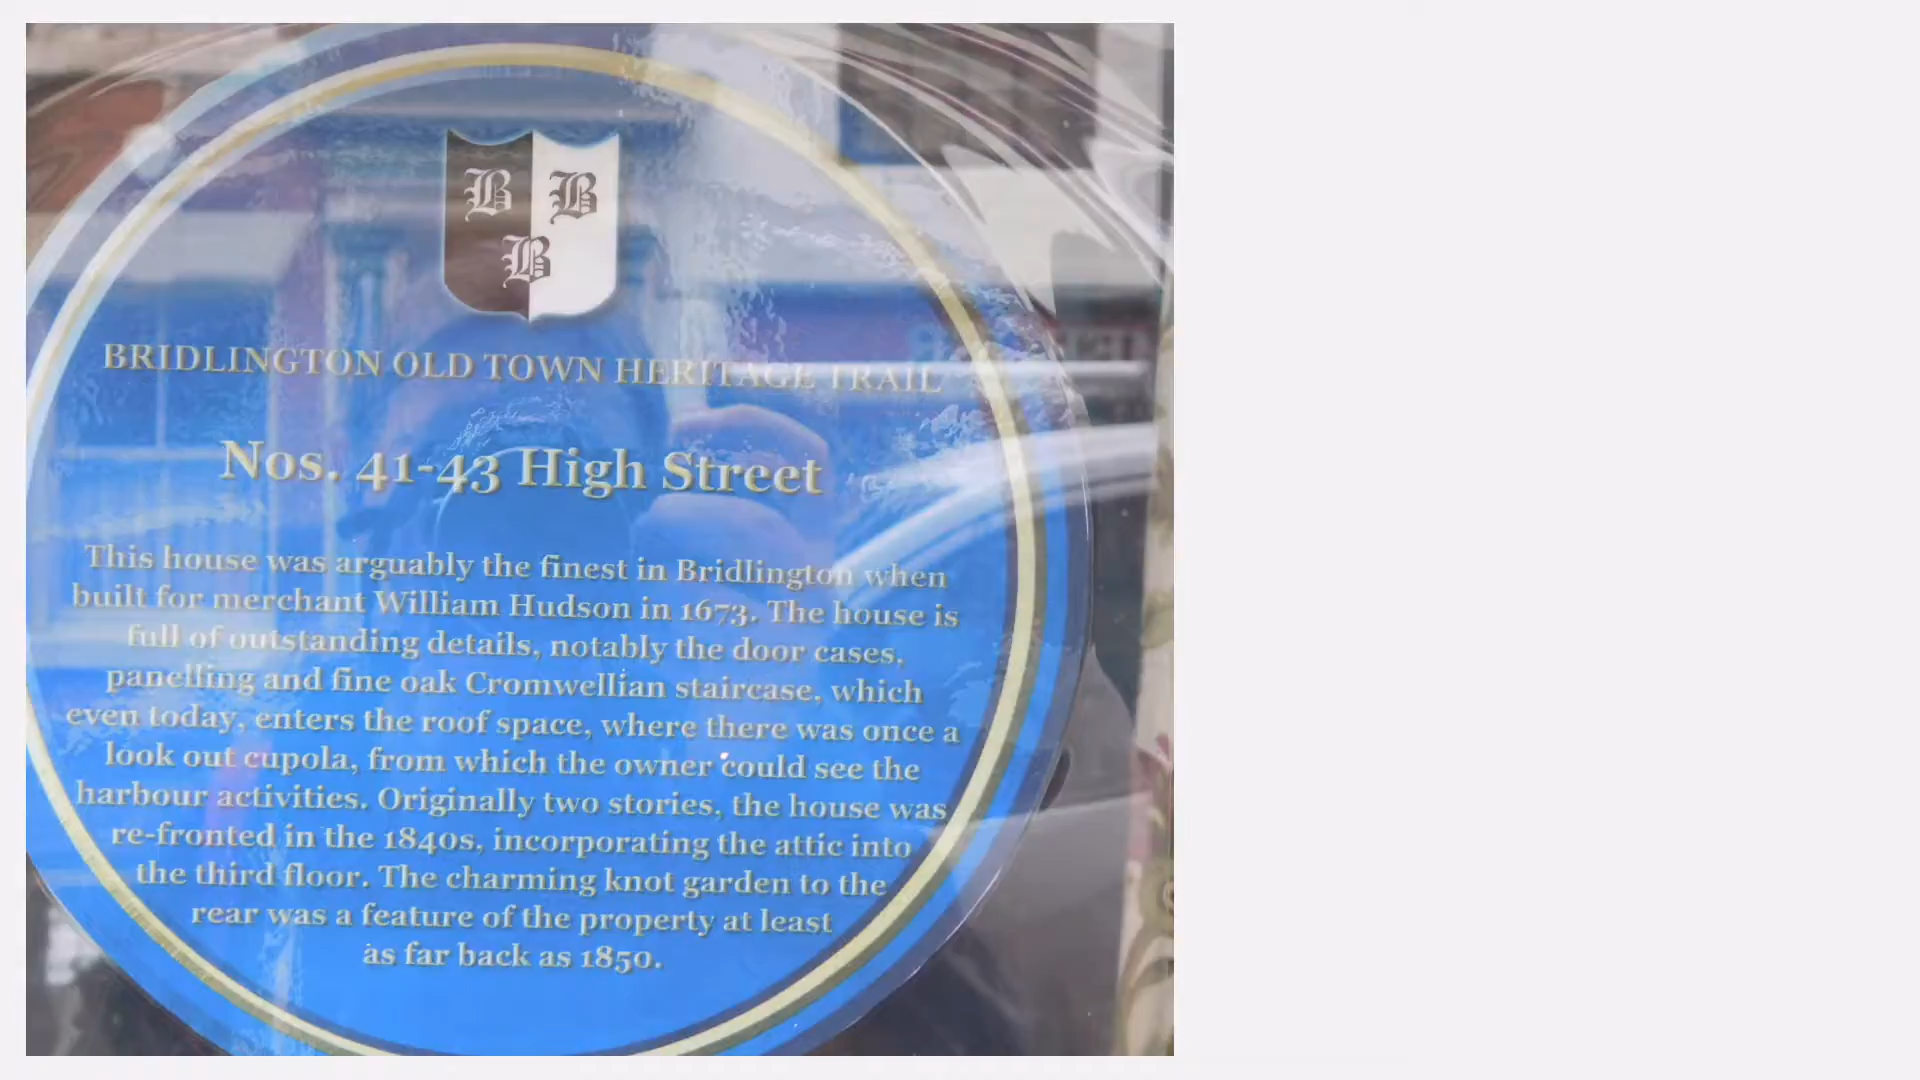 B B
B
BRIDLINGTON OLD TOWN HERITAGE TRAIL
Nos. 41-43 High Street
This house was arguably the finest in Bridlington when
built for merchant William Hudson in 1673. The house is
full of outstanding details, notably the door cases,
panelling and fine oak Cromwellian staircase, which
even today, enters the roof space, where there was once a
look out cupola, from which the owner could see the
harbour activities. Originally two stories, the house was
re-fronted in the 1840s, incorporating the attic into
the third floor. The charming knot garden to the
rear was a feature of the property at least
as far back as 1850.